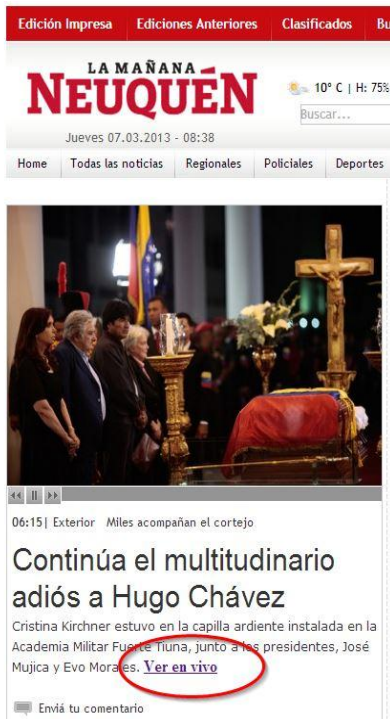 Edición Impresa Ediciones Anteriores Clasificados
LA MAÑANA
NEUQUÉN
10° C | H: 75%
Buscar...
Jueves 07.03.2013 - 08:38
Home Todas las noticias Regionales Policiales Deportes
06:15| Exterior Miles acompañan el cortejo
Continúa el multitudinario
adiós a Hugo Chávez
Cristina Kirchner estuvo en la capilla ardiente instalada en la
Academia Militar Fuerte Tiuna, junto a los presidentes, José
Mujica y Evo Morales. Ver en vivo
Enviá tu comentario